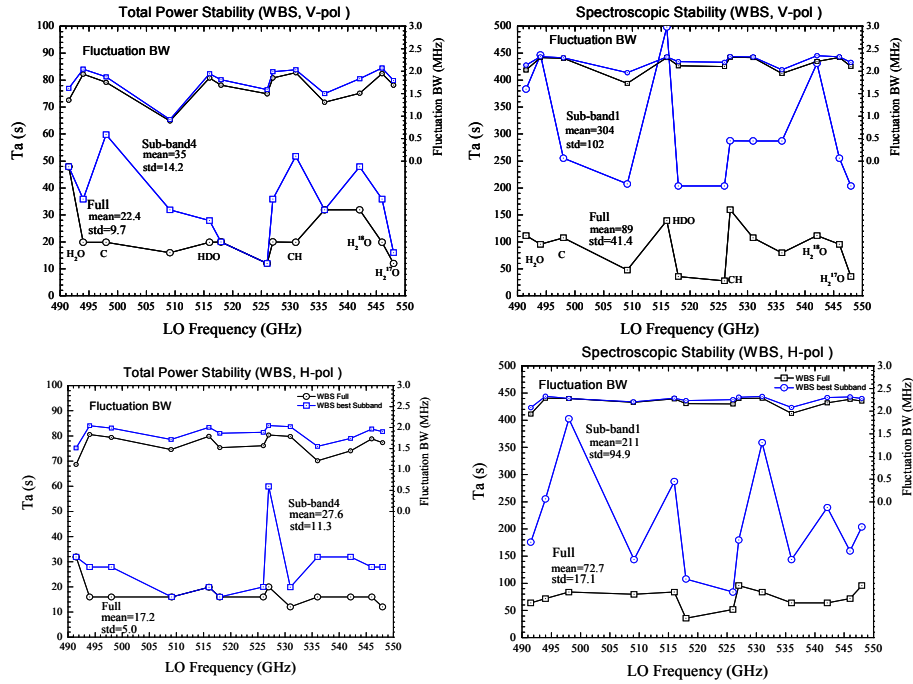 Total Power Stability (WBS, V-pol)
Fluctuation BW
Sub-band4
mean=35
std=14.2
Full
mean=22.4
std=9.7
H2O
C
HDO
CH
H218O
H217O
100
80
60
40
20
0
3.0
2.5
2.0
1.5
1.0
0.5
0.0
Ta (s)
Fluctuation BW (MHz)
490 495 500 505 510 515 520 525 530 535 540 545 550
LO Frequency (GHz)
Spectroscopic Stability (WBS, V-pol)
Fluctuation BW
Sub-band1
mean=304
std=102
Full
mean=89
std=41.4
H2O
C
HDO
CH
H218O
H217O
500
450
400
350
300
250
200
150
100
50
0
3.0
2.5
2.0
1.5
1.0
0.5
0.0
Ta (s)
Fluctuation BW (MHz)
490 495 500 505 510 515 520 525 530 535 540 545 550
LO Frequency (GHz)
Total Power Stability (WBS, H-pol)
WBS Full
WBS best Subband
Fluctuation BW
Sub-band4
mean=27.6
std=11.3
Full
mean=17.2
std=5.0
100
90
80
70
60
50
40
30
20
10
0
3.0
2.5
2.0
1.5
1.0
0.5
0.0
Ta (s)
Fluctuation BW (MHz)
490 495 500 505 510 515 520 525 530 535 540 545 550
LO Frequency (GHz)
Spectroscopic Stability (WBS, H-pol )
WBS Full
WBS best Subband
Fluctuation BW
Sub-band1
mean=211
std=94.9
Full
mean=72.7
std=17.1
500
450
400
350
300
250
200
150
100
50
0
3.0
2.5
2.0
1.5
1.0
0.5
0.0
Ta (s)
Fluctuation BW (MHz)
490 495 500 505 510 515 520 525 530 535 540 545 550
LO Frequency (GHz)